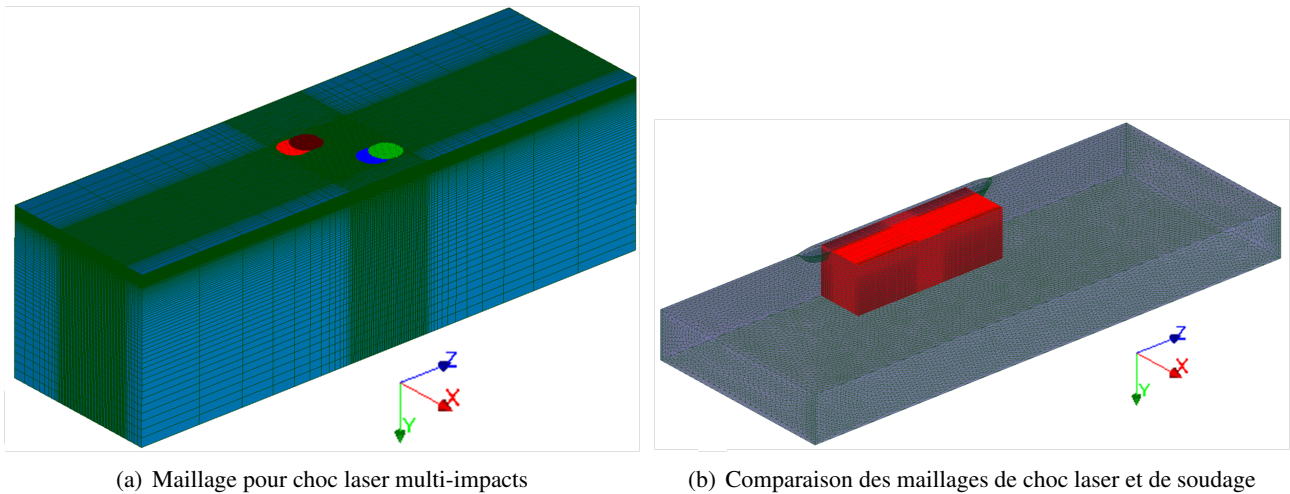 Z
X
Y
Z
X
Y
(a) Maillage pour choc laser multi-impacts
(b) Comparaison des maillages de choc laser et de soudage